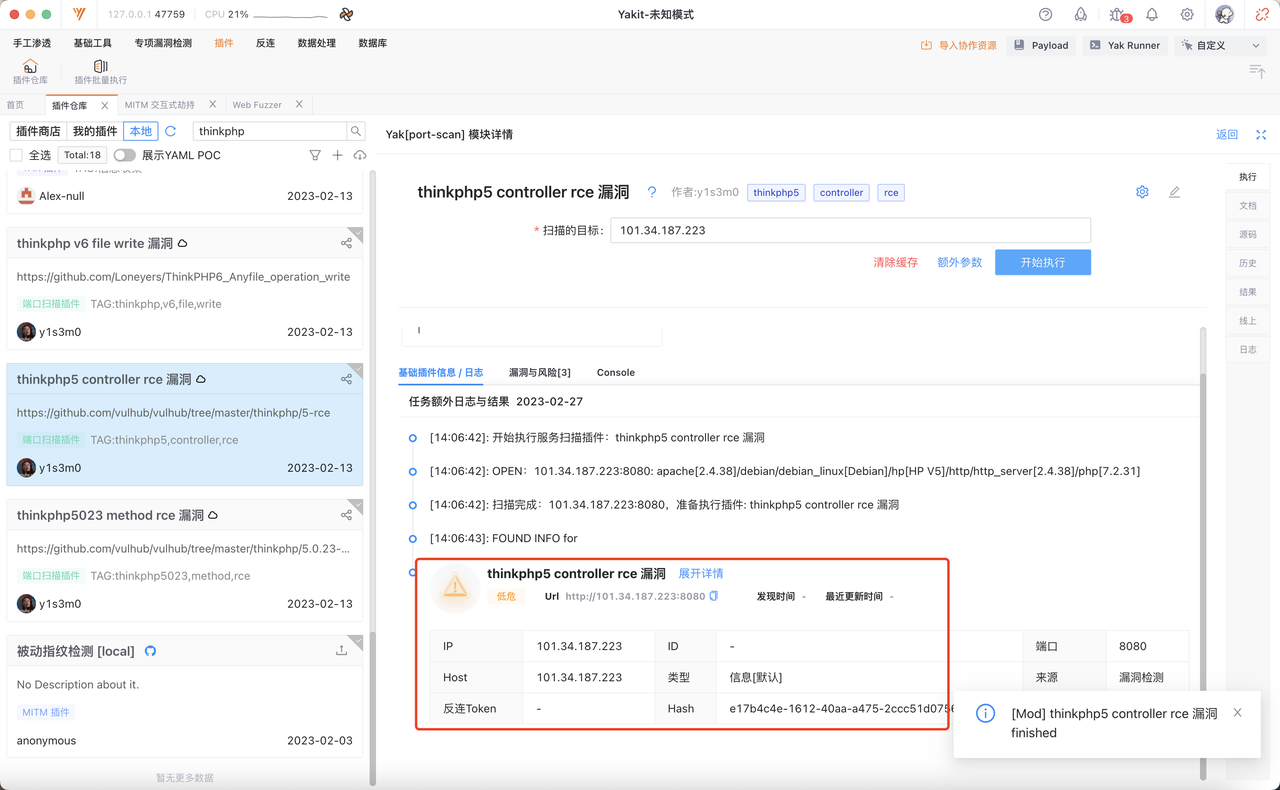 127.0.0.1 47759
CPU 21%
Yakit-未知模式
3
手工渗透 基础工具 专项漏洞检测 插件 反连 数据处理 数据库
导入协作资源 Payload Yak Runner 自定义
插件仓库 插件批量执行
首页 插件仓库 MITM 交互式劫持 Web Fuzzer
插件商店 我的插件 本地 thinkphp
全选 Total:18 展示YAML POC
Alex-null 2023-02-13
thinkphp v6 file write 漏洞
https://github.com/Loneyers/ThinkPHP6_Anyfile_operation_write
端口扫描插件 TAG:thinkphp,v6,file,write
y1s3m0 2023-02-13
thinkphp5 controller rce 漏洞
https://github.com/vulhub/vulhub/tree/master/thinkphp/5-rce
端口扫描插件 TAG:thinkphp5,controller,rce
y1s3m0 2023-02-13
thinkphp5023 method rce 漏洞
https://github.com/vulhub/vulhub/tree/master/thinkphp/5.0.23-...
端口扫描插件 TAG:thinkphp5023,method,rce
y1s3m0 2023-02-13
被动指纹检测 [local]
No Description about it.
MITM 插件
anonymous 2023-02-03
暂无更多数据
Yak[port-scan] 模块详情
返回
thinkphp5 controller rce 漏洞 ? 作者:y1s3m0 thinkphp5 controller rce
* 扫描的目标: 101.34.187.223
清除缓存 额外参数 开始执行
执行
文档
源码
历史
结果
线上
日志
基础插件信息 / 日志 漏洞与风险[3] Console
任务额外日志与结果 2023-02-27
[14:06:42]: 开始执行服务扫描插件：thinkphp5 controller rce 漏洞
[14:06:42]: OPEN：101.34.187.223:8080: apache[2.4.38]/debian/debian_linux[Debian]/hp[HP V5]/http/http_server[2.4.38]/php[7.2.31]
[14:06:42]: 扫描完成：101.34.187.223:8080，准备执行插件: thinkphp5 controller rce 漏洞
[14:06:43]: FOUND INFO for
thinkphp5 controller rce 漏洞 展开详情
低危 Url http://101.34.187.223:8080 发现时间 - 最近更新时间 -
IP 101.34.187.223 ID - 端口 8080
Host 101.34.187.223 类型 信息[默认] 来源 漏洞检测
反连Token - Hash
[Mod] thinkphp5 controller rce 漏洞
finished